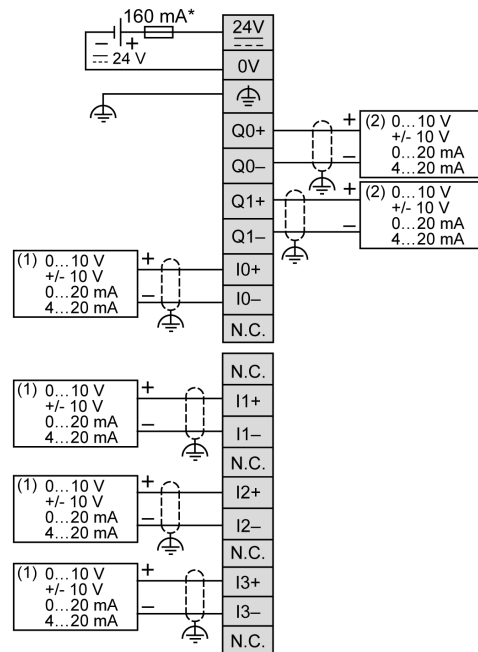 160 mA*
− +
24 V
24V
0V
Q0+
Q0–
Q1+
Q1–
I0+
I0–
N.C.
+
−
(2) 0...10 V
+/- 10 V
0...20 mA
4...20 mA
+
−
(2) 0...10 V
+/- 10 V
0...20 mA
4...20 mA
(1) 0...10 V
+/- 10 V
0...20 mA
4...20 mA
+
−
N.C.
I1+
I1–
N.C.
I2+
I2–
N.C.
I3+
I3–
N.C.
(1) 0...10 V
+/- 10 V
0...20 mA
4...20 mA
+
−
(1) 0...10 V
+/- 10 V
0...20 mA
4...20 mA
+
−
(1) 0...10 V
+/- 10 V
0...20 mA
4...20 mA
+
−